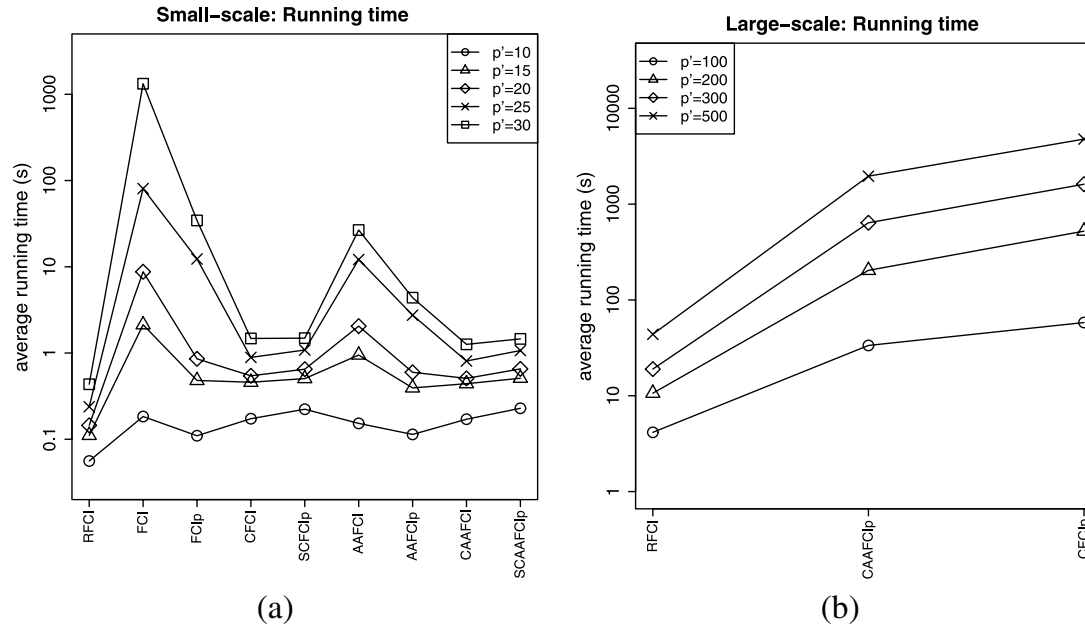 Small−scale: Running time
average running time (s)
1000
100
10
1
0.1
p'=10
p'=15
p'=20
p'=25
p'=30
RFCI
FCI
FCIp
CFCI
SCFCIp
AAFCI
AAFCIp
CAAFCI
SCAAFCIp
(a)
Large−scale: Running time
average running time (s)
10000
1000
100
10
1
p'=100
p'=200
p'=300
p'=500
RFCI
CAAFCIp
CFCIp
(b)